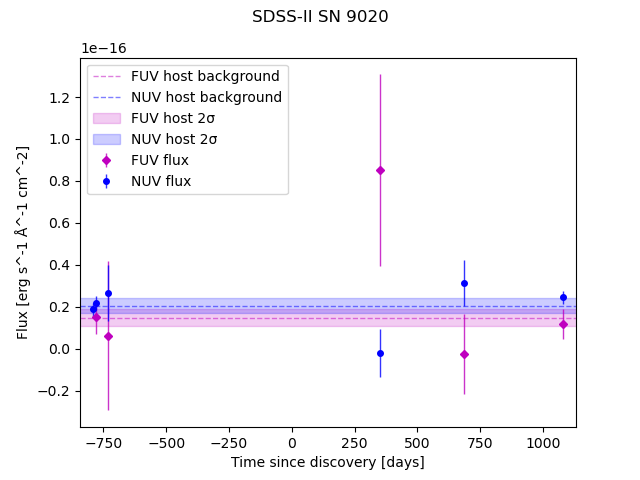 SDSS-II SN 9020
1e−16
FUV host background
NUV host background
FUV host 2σ
NUV host 2σ
FUV flux
NUV flux
1.2
1.0
0.8
0.6
0.4
0.2
0.0
−0.2
Flux [erg s^-1 Å^-1 cm^-2]
−750
−500
−250
0
250
500
750
1000
Time since discovery [days]